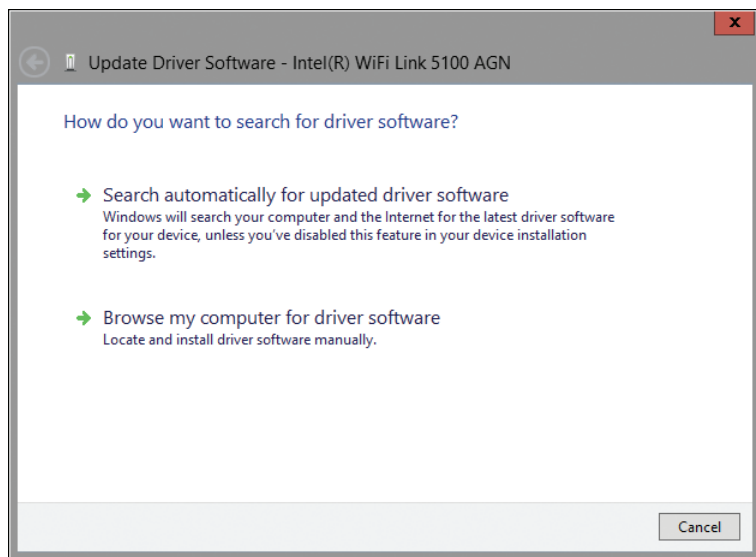 x
Update Driver Software - Intel(R) WiFi Link 5100 AGN
How do you want to search for driver software?
Search automatically for updated driver software
Windows will search your computer and the Internet for the latest driver software
for your device, unless you've disabled this feature in your device installation
settings.
Browse my computer for driver software
Locate and install driver software manually.
Cancel